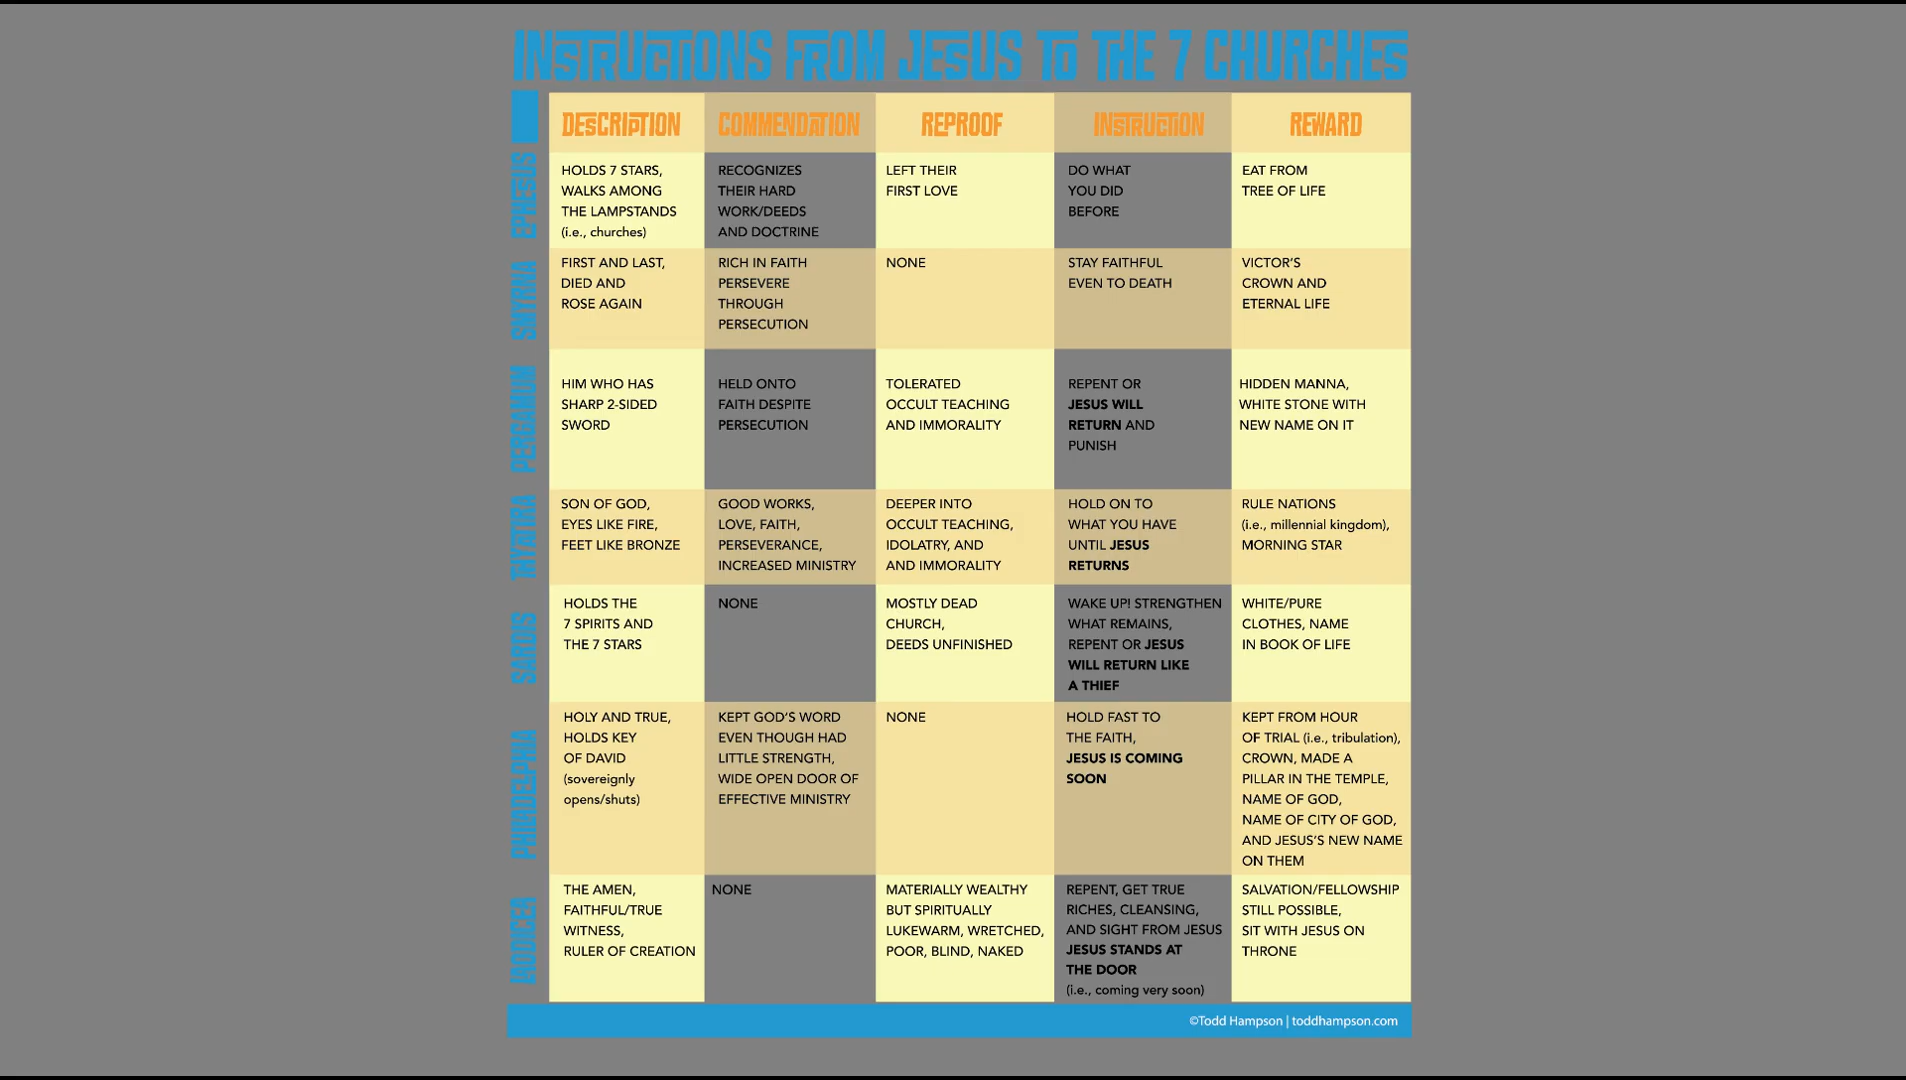 INSTRUCTIONS FROM JESUS TO THE 7 CHURCHES
DESCRIPTION
COMMENDATION
REPROOF
INSTRUCTION
REWARD
EPHESUS
HOLDS 7 STARS,
WALKS AMONG
THE LAMPSTANDS
(i.e., churches)
RECOGNIZES
THEIR HARD
WORK/DEEDS
AND DOCTRINE
LEFT THEIR
FIRST LOVE
DO WHAT
YOU DID
BEFORE
EAT FROM
TREE OF LIFE
SMYRNA
FIRST AND LAST,
DIED AND
ROSE AGAIN
RICH IN FAITH
PERSEVERE
THROUGH
PERSECUTION
NONE
STAY FAITHFUL
EVEN TO DEATH
VICTOR'S
CROWN AND
ETERNAL LIFE
PERGAMUM
HIM WHO HAS
SHARP 2-SIDED
SWORD
HELD ONTO
FAITH DESPITE
PERSECUTION
TOLERATED
OCCULT TEACHING
AND IMMORALITY
REPENT OR
JESUS WILL
RETURN AND
PUNISH
HIDDEN MANNA,
WHITE STONE WITH
NEW NAME ON IT
THYATIRA
SON OF GOD,
EYES LIKE FIRE,
FEET LIKE BRONZE
GOOD WORKS,
LOVE, FAITH,
PERSEVERANCE,
INCREASED MINISTRY
DEEPER INTO
OCCULT TEACHING,
IDOLATRY, AND
AND IMMORALITY
HOLD ON TO
WHAT YOU HAVE
UNTIL JESUS
RETURNS
RULE NATIONS
(i.e., millennial kingdom),
MORNING STAR
SARDIS
HOLDS THE
7 SPIRITS AND
THE 7 STARS
NONE
MOSTLY DEAD
CHURCH,
DEEDS UNFINISHED
WAKE UP! STRENGTHEN
WHAT REMAINS,
REPENT OR JESUS
WILL RETURN LIKE
A THIEF
WHITE/PURE
CLOTHES, NAME
IN BOOK OF LIFE
PHILADELPHIA
HOLY AND TRUE,
HOLDS KEY
OF DAVID
(sovereignly
opens/shuts)
KEPT GOD'S WORD
EVEN THOUGH HAD
LITTLE STRENGTH,
WIDE OPEN DOOR OF
EFFECTIVE MINISTRY
NONE
HOLD FAST TO
THE FAITH,
JESUS IS COMING
SOON
KEPT FROM HOUR
OF TRIAL (i.e., tribulation),
CROWN, MADE A
PILLAR IN THE TEMPLE,
NAME OF GOD,
NAME OF CITY OF GOD,
AND JESUS'S NEW NAME
ON THEM
LAODICEA
THE AMEN,
FAITHFUL/TRUE
WITNESS,
RULER OF CREATION
NONE
MATERIALLY WEALTHY
BUT SPIRITUALLY
LUKEWARM, WRETCHED,
POOR, BLIND, NAKED
REPENT, GET TRUE
RICHES, CLEANSING,
AND SIGHT FROM JESUS
JESUS STANDS AT
THE DOOR
(i.e., coming very soon)
SALVATION/FELLOWSHIP
STILL POSSIBLE,
SIT WITH JESUS ON
THRONE
©Todd Hampson | toddhampson.com